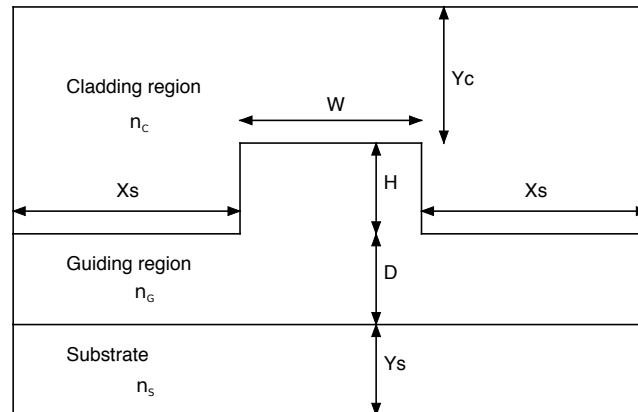 Yc
Cladding region
W
n_C
H
Xs
Xs
Guiding region
D
n_G
Substrate
Ys
n_S